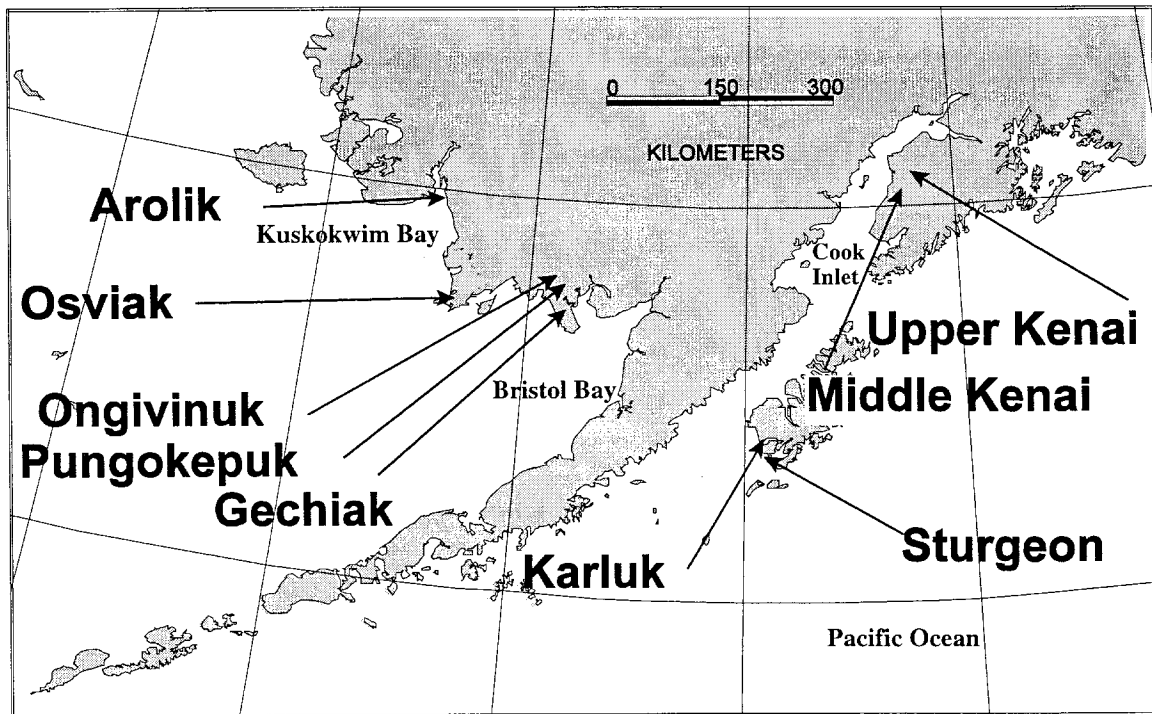 0 150 300
KILOMETERS
Arolik
Kuskokwim Bay
Cook
Inlet
Osviak
Upper Kenai
Bristol Bay
Middle Kenai
Ongivinuk
Pungokepuk
Gechiak
Sturgeon
Karluk
Pacific Ocean